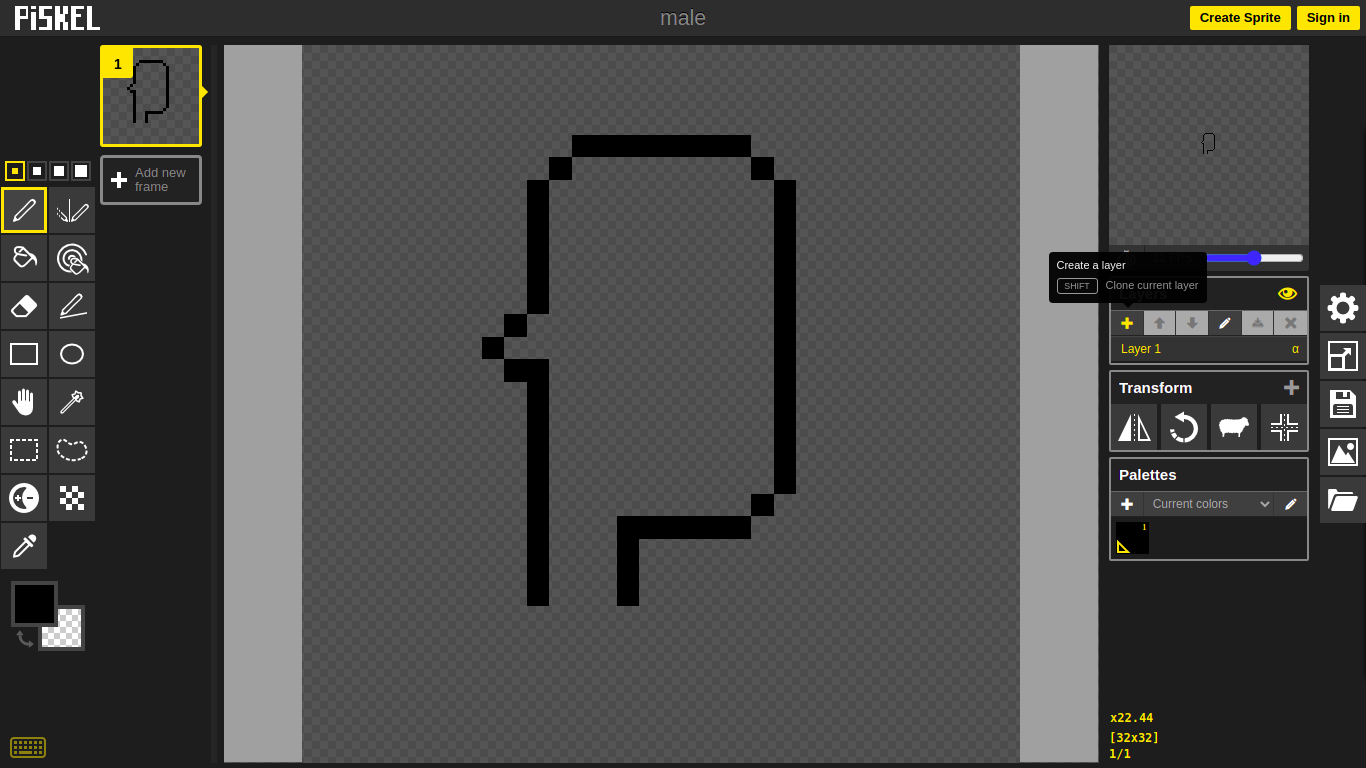 PiSKEL
male
Create Sprite
Sign in
1
Add new
frame
Create a layer
SHIFT Clone current layer
Layer 1
α
Transform
Palettes
Current colors
1
x22.44
[32x32]
1/1